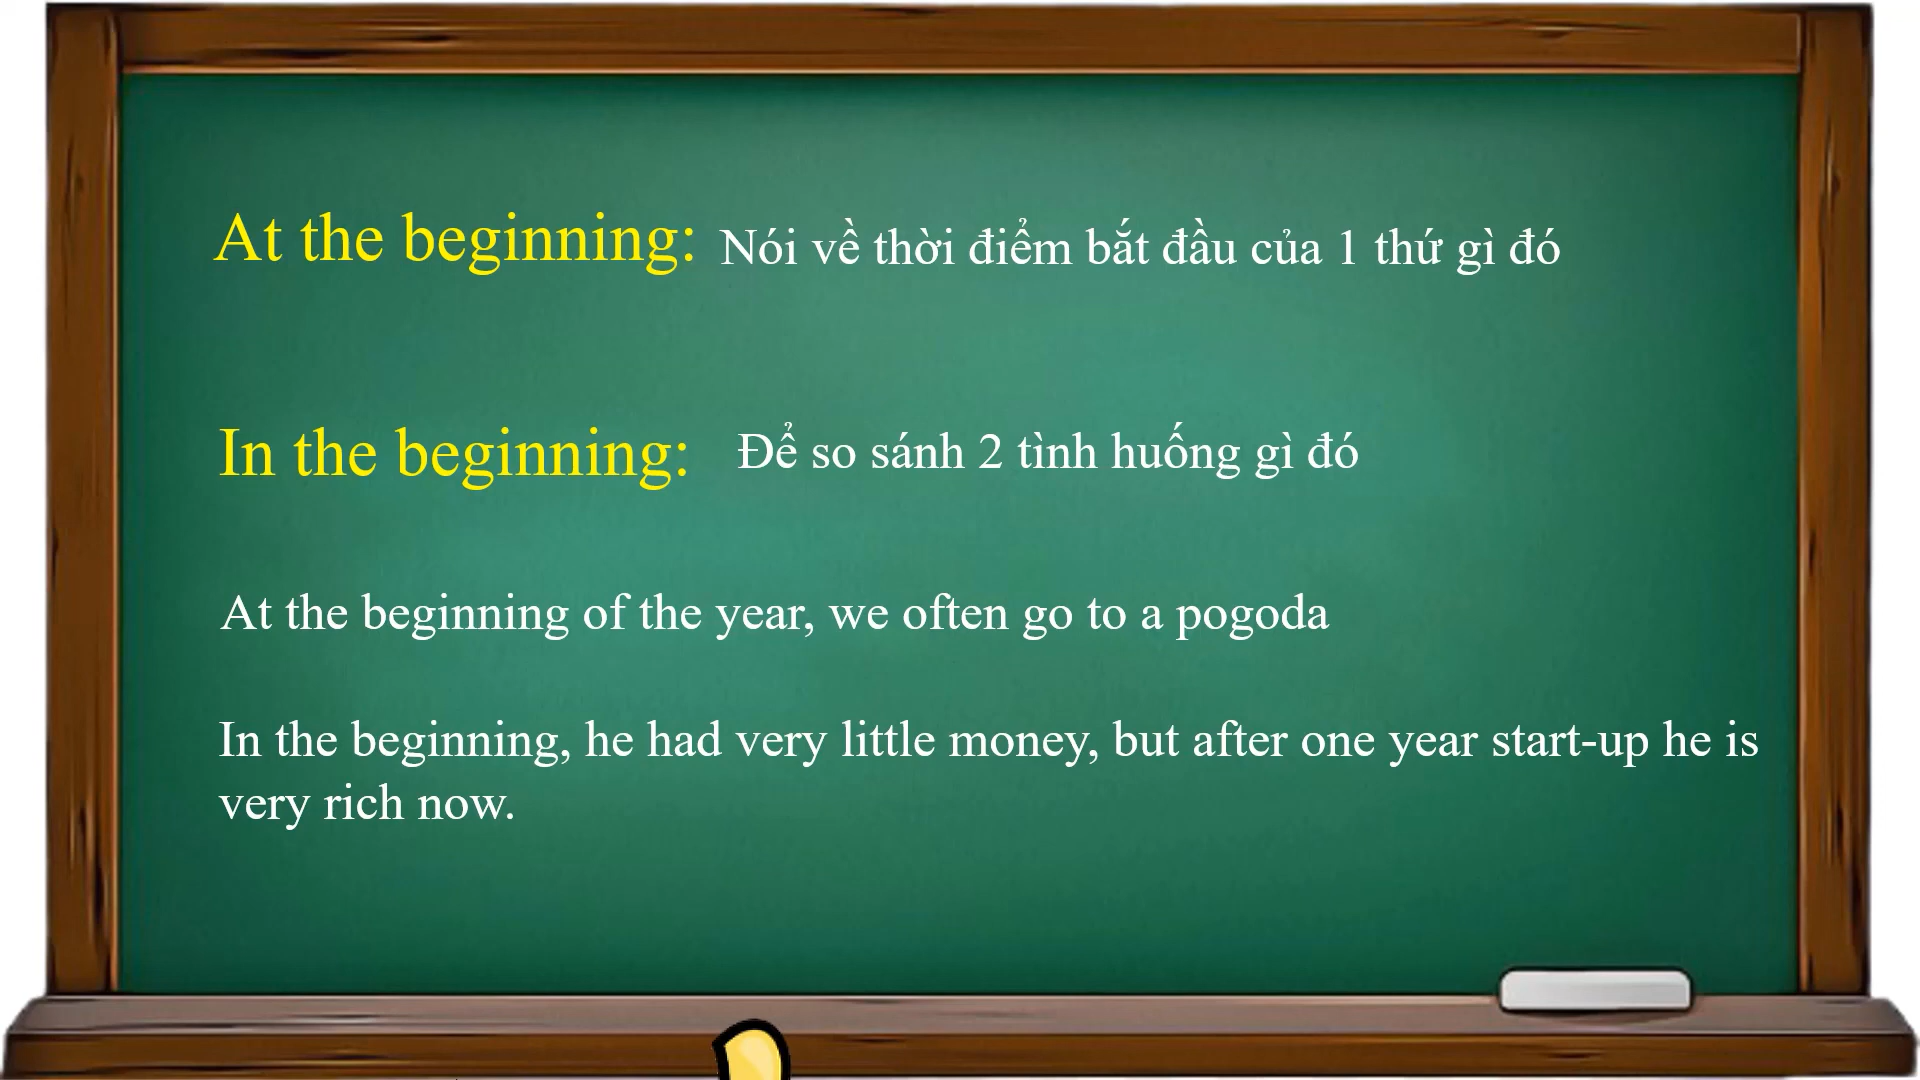 At the beginning: Nói về thời điểm bắt đầu của 1 thứ gì đó
In the beginning: Để so sánh 2 tình huống gì đó
At the beginning of the year, we often go to a pogoda
In the beginning, he had very little money, but after one year start-up he is
very rich now.